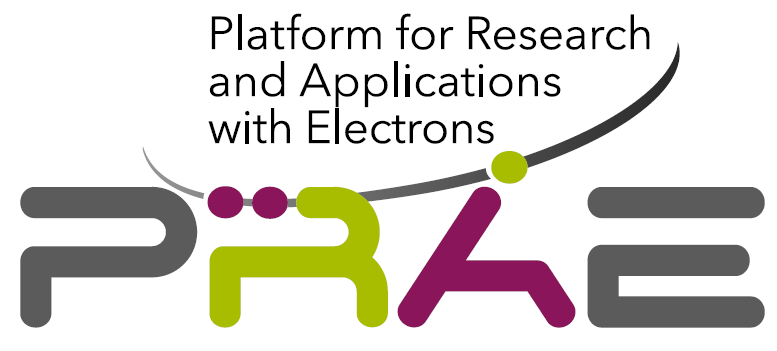 Platform for Research
and Applications
with Electrons
PRAE